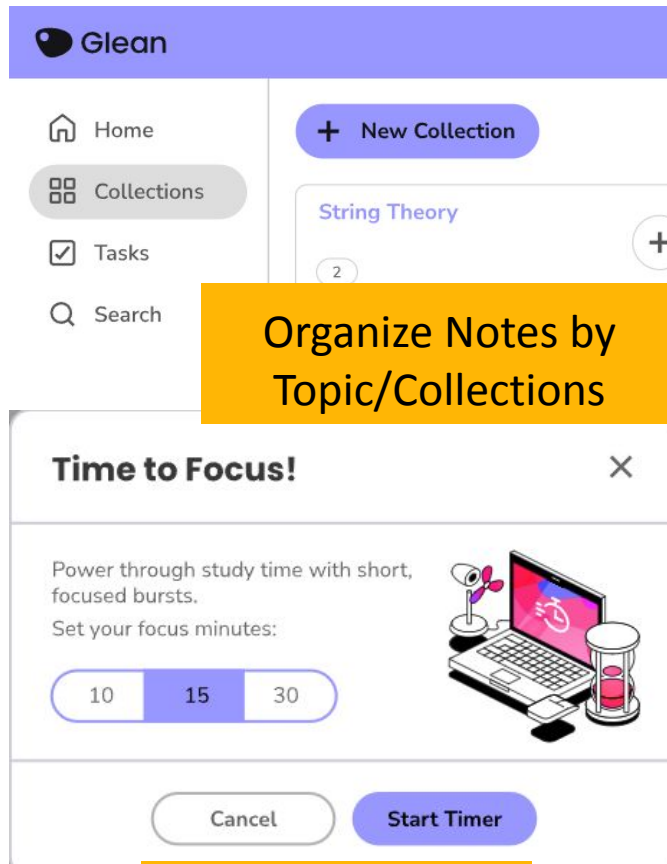 Glean
Home
Collections
Tasks
Search
+ New Collection
String Theory
+
2
Organize Notes by
Topic/Collections
Time to Focus!
Power through study time with short,
focused bursts.
Set your focus minutes:
10 15 30
Cancel
Start Timer